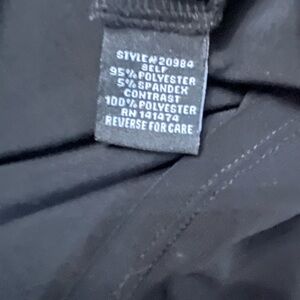 STYLE# 20984
SELF
95% POLYESTER
5% SPANDEX
CONTRAST
100% POLYESTER
RN 141474
REVERSE FOR CARE